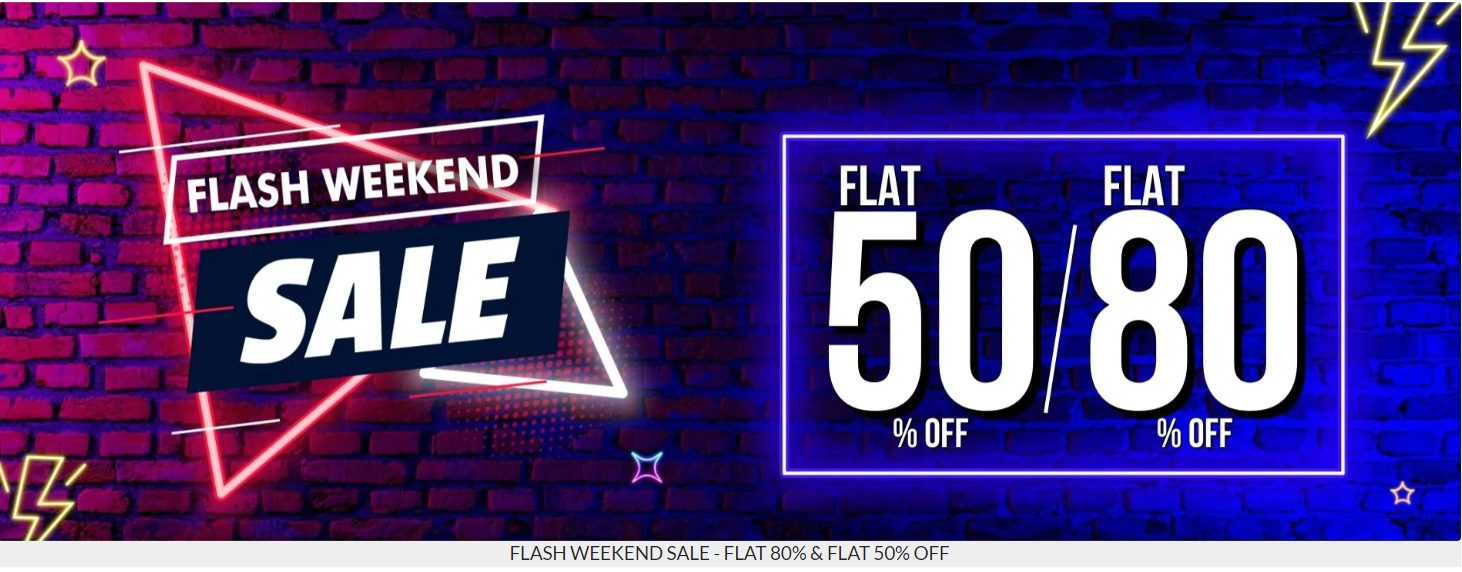 FLASH WEEKEND
SALE
FLAT FLAT
50/80
% OFF % OFF
FLASH WEEKEND SALE - FLAT 80% & FLAT 50% OFF